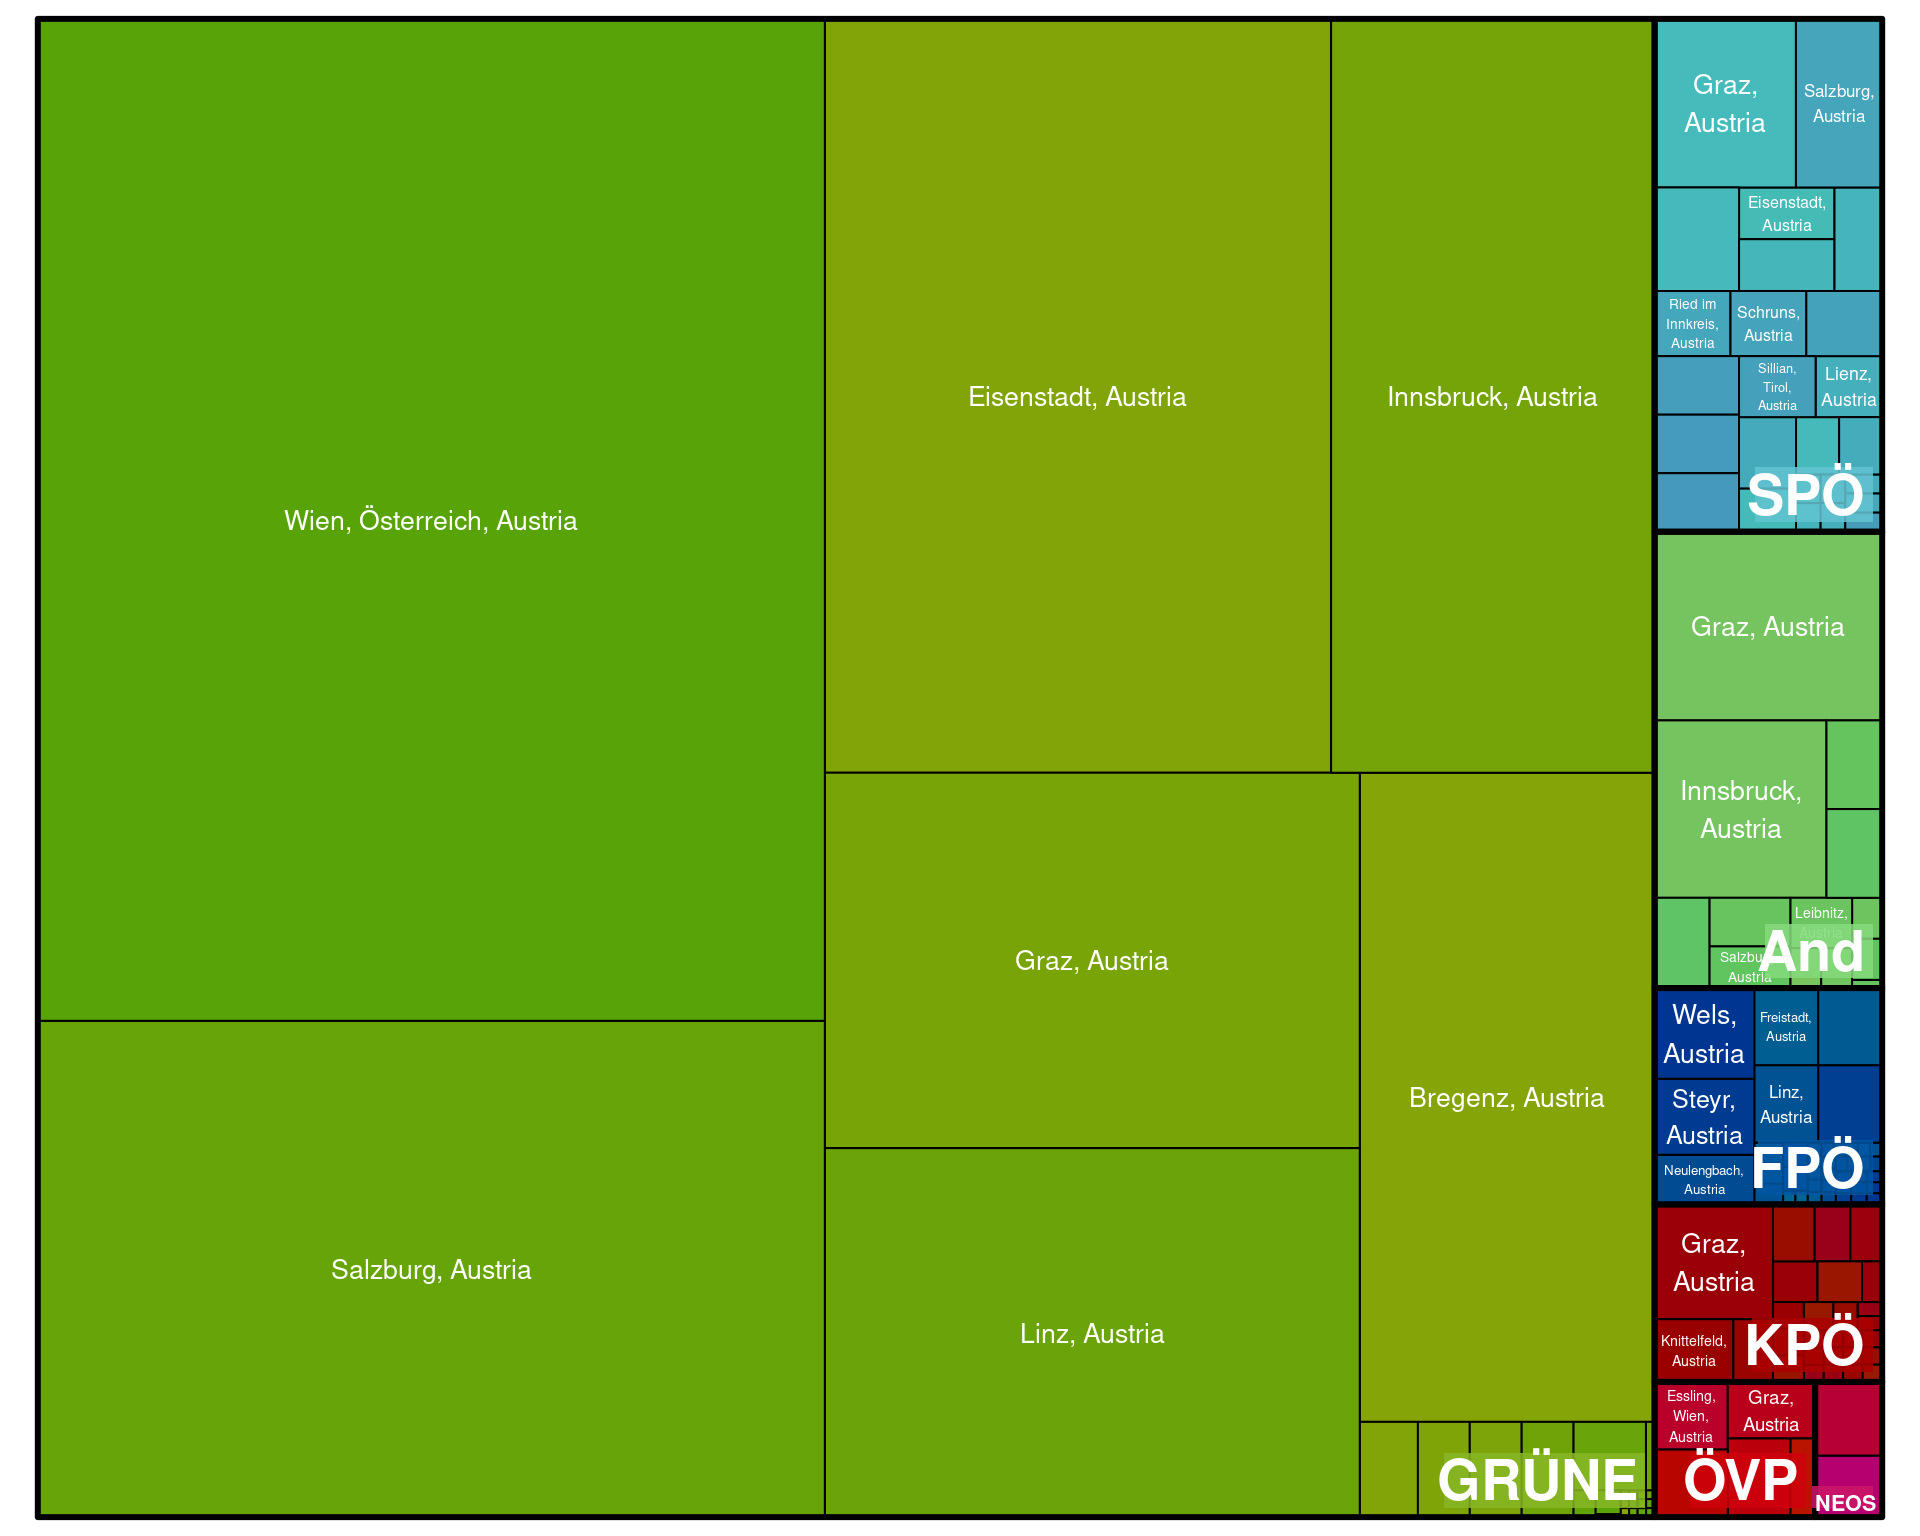 Wien, Österreich, Austria
Salzburg, Austria
Eisenstadt, Austria
Innsbruck, Austria
Graz, Austria
Linz, Austria
Bregenz, Austria
GRÜNE
Graz,
Austria
Salzburg,
Austria
Eisenstadt,
Austria
Ried im
Innkreis,
Austria
Schruns,
Austria
Sillian,
Tirol,
Austria
Lienz,
Austria
SPÖ
Graz, Austria
Innsbruck,
Austria
Leibnitz,
Austria
Austria
And
Wels,
Austria
Freistadt,
Austria
Steyr,
Austria
Linz,
Austria
Neulengbach,
Austria
FPÖ
Graz,
Austria
Knittelfeld,
Austria
KPÖ
Essling,
Wien,
Austria
Graz,
Austria
ÖVP
NEOS